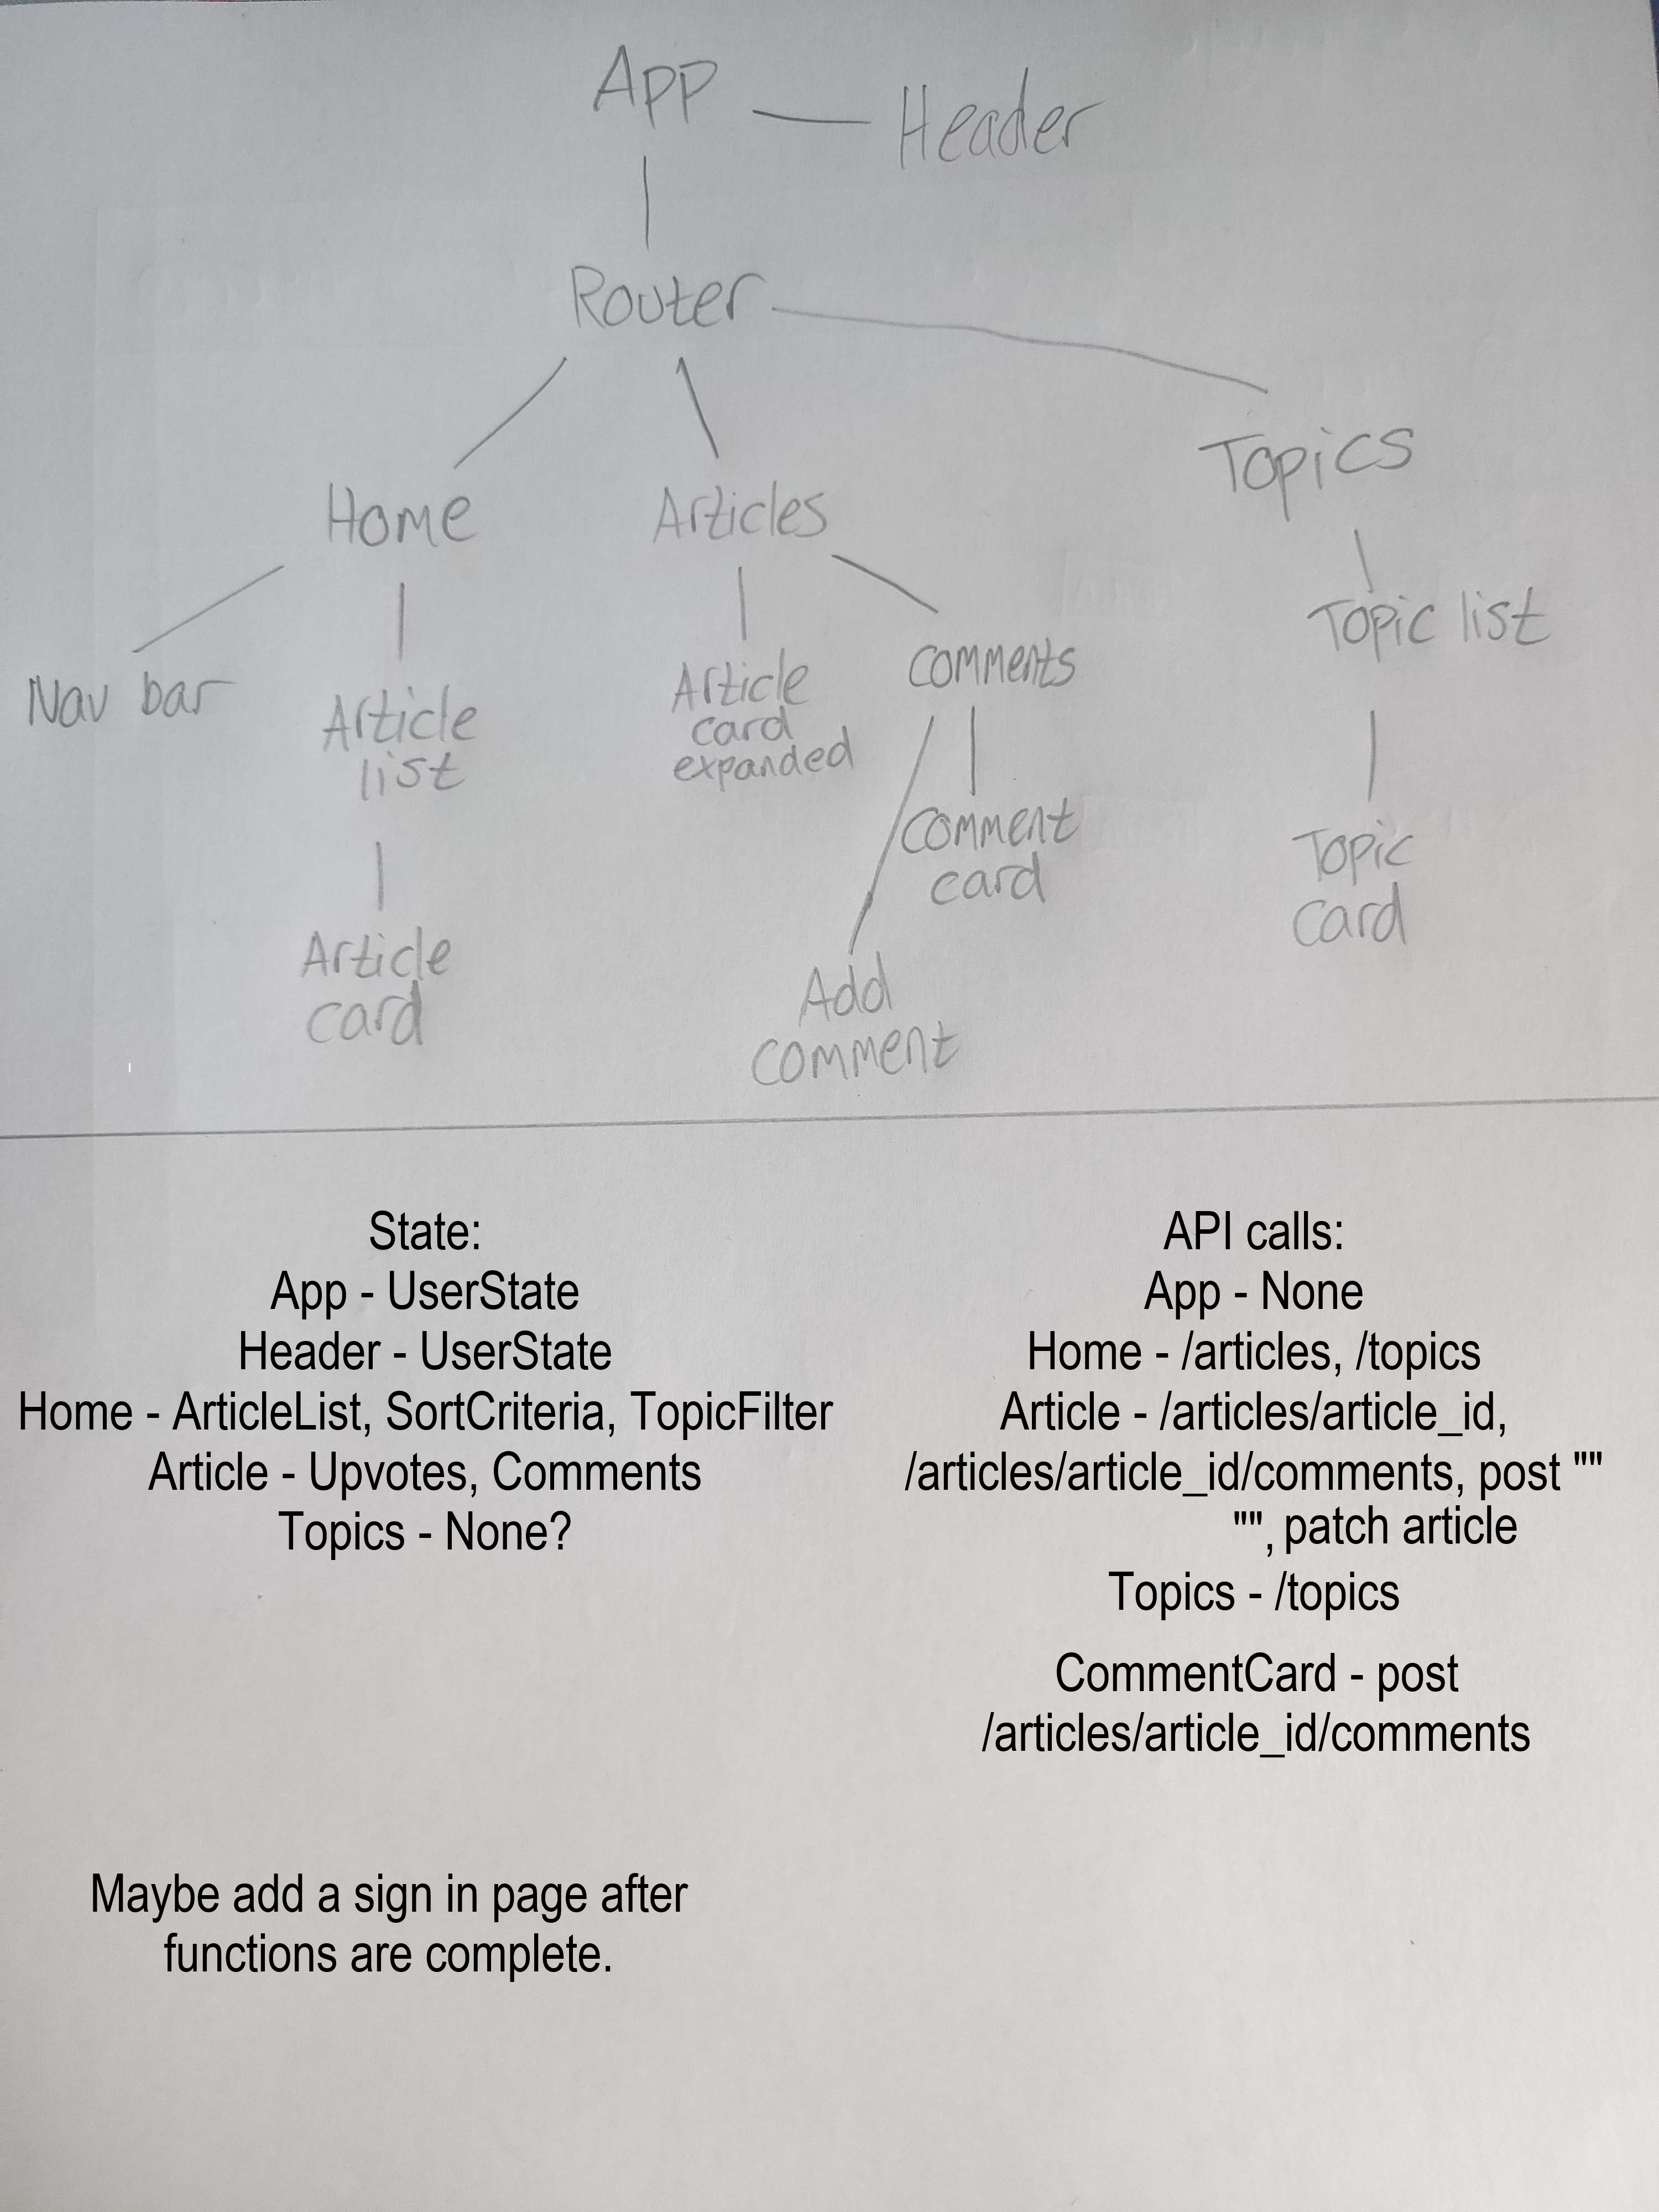 App
Header
Router
Home
Articles
Topics
Nav bar
Article
list
Article
card
expanded
comments
Topic list
Article
card
comment
card
Add
comment
Topic
card
State:
App - UserState
Header - UserState
Home - ArticleList, SortCriteria, TopicFilter
Article - Upvotes, Comments
Topics - None?
API calls:
App - None
Home - /articles, /topics
Article - /articles/article_id,
/articles/article_id/comments, post ""
"", patch article
Topics - /topics
CommentCard - post
/articles/article_id/comments
Maybe add a sign in page after
functions are complete.